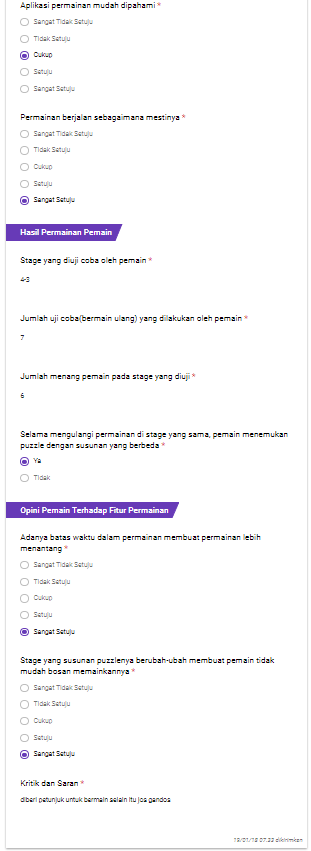 Aplikasi permainan mudah dipahami *
Sangat Tidak Setuju
Tidak Setuju
Cukup
Setuju
Sangat Setuju
Permainan berjalan sebagaimana mestinya *
Sangat Tidak Setuju
Tidak Setuju
Cukup
Setuju
Sangat Setuju
Hasil Permainan Pemain
Stage yang diuji coba oleh pemain *
4-3
Jumlah uji coba(bermain ulang) yang dilakukan oleh pemain *
7
Jumlah menang pemain pada stage yang diuji *
6
Selama mengulangi permainan di stage yang sama, pemain menemukan
puzzle dengan susunan yang berbeda *
Ya
Tidak
Opini Pemain Terhadap Fitur Permainan
Adanya batas waktu dalam permainan membuat permainan lebih
menantang *
Sangat Tidak Setuju
Tidak Setuju
Cukup
Setuju
Sangat Setuju
Stage yang susunan puzzlenya berubah-ubah membuat pemain tidak
mudah bosan memainkannya *
Sangat Tidak Setuju
Tidak Setuju
Cukup
Setuju
Sangat Setuju
Kritik dan Saran *
diberi petunjuk untuk bermain selain itu jos gandos
dikirimkan